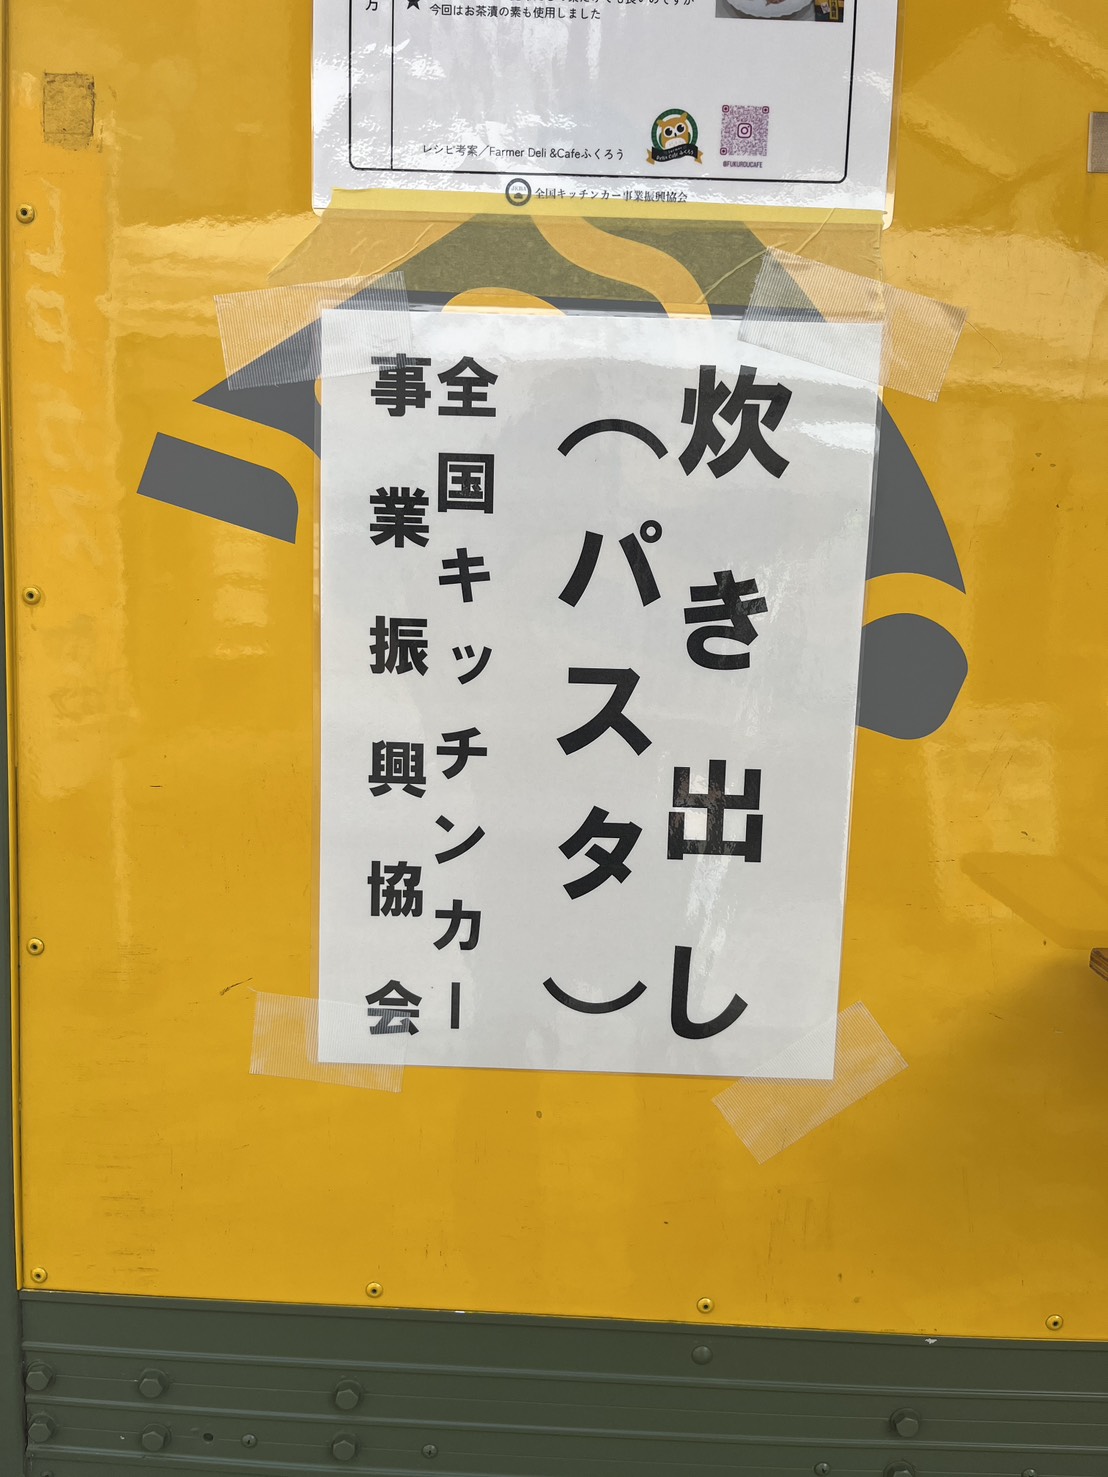 今回はお茶漬の素も使用しました
レシピ考案／Farmer Deli &Cafeふくろう
@FUKUROUCAFE
全国キッチンカー事業振興協会
炊き出し
（パスタ）
全国キッチンカー
事業振興協会